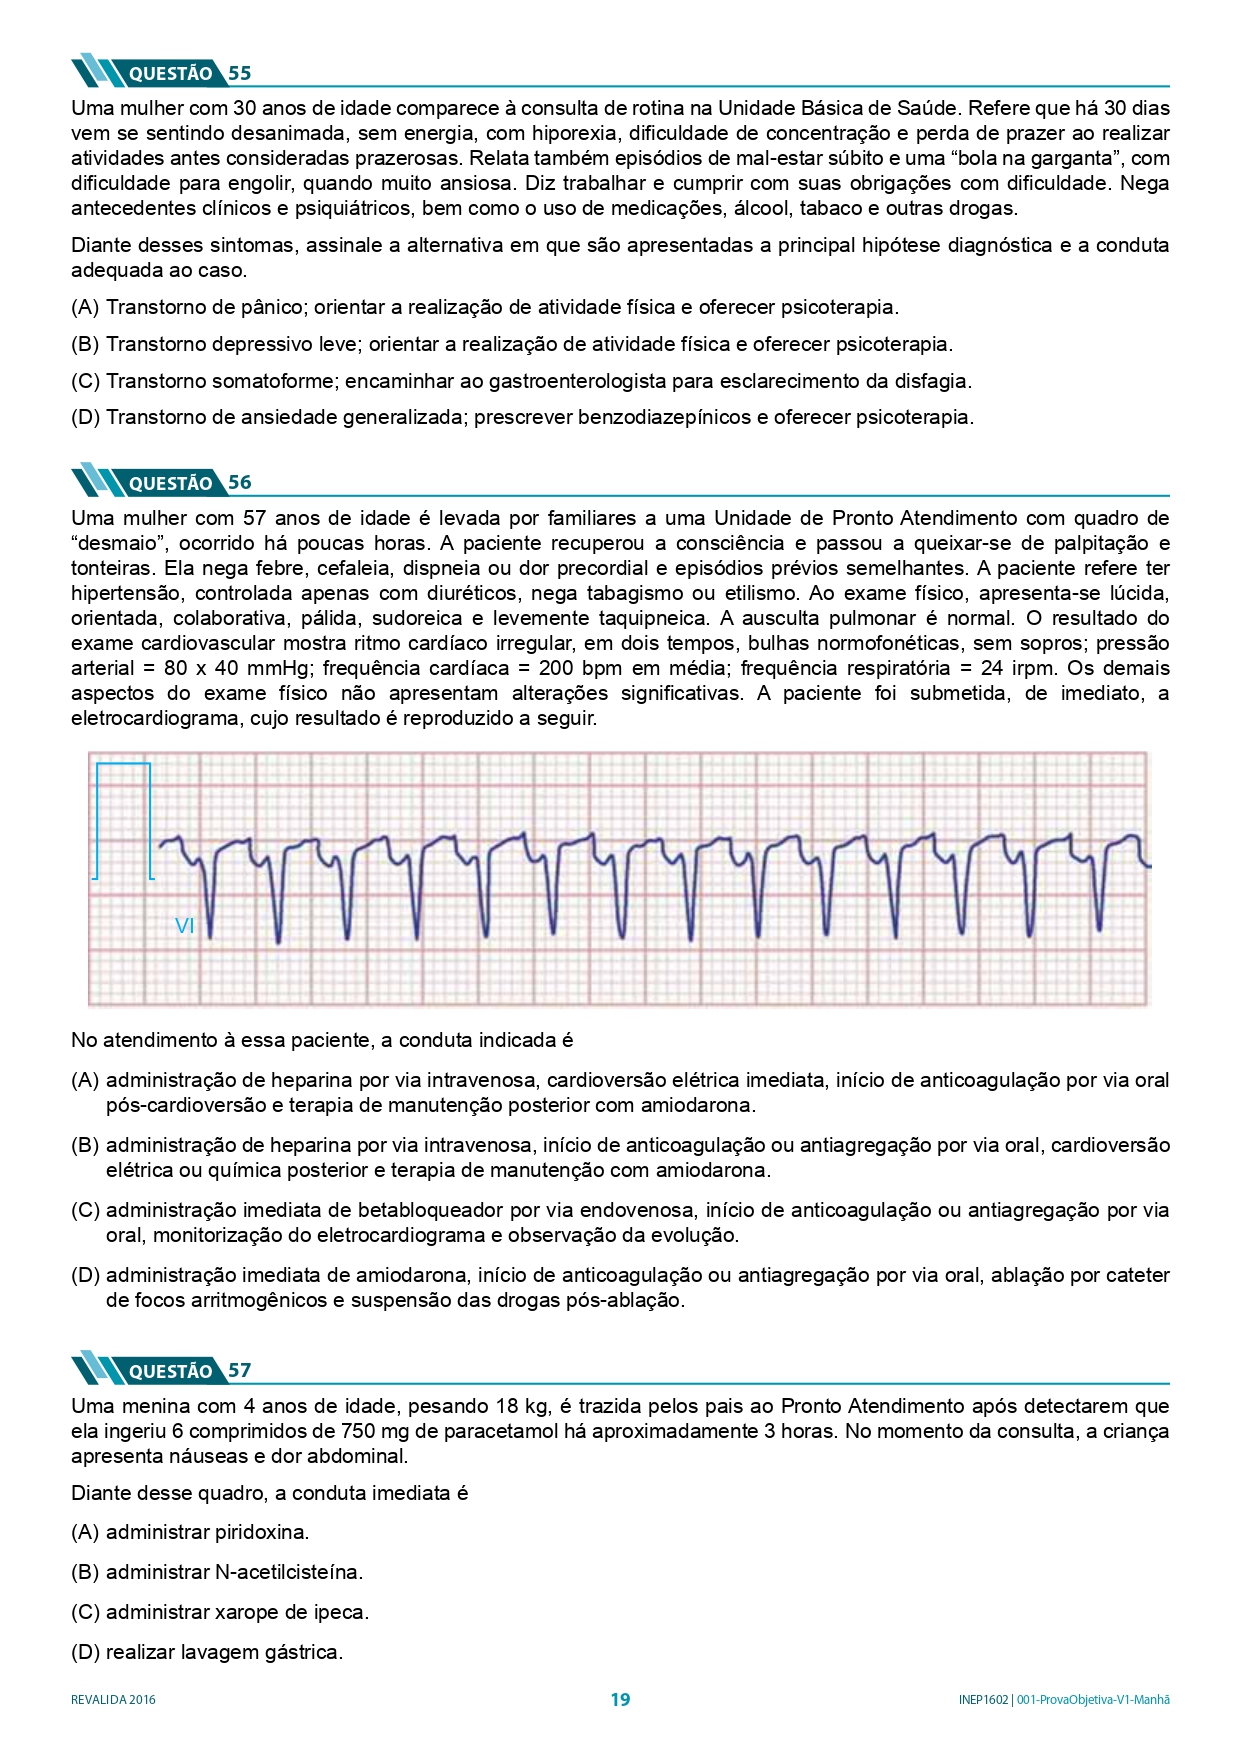 QUESTÃO 55
Uma mulher com 30 anos de idade comparece à consulta de rotina na Unidade Básica de Saúde. Refere que há 30 dias
vem se sentindo desanimada, sem energia, com hiporexia, dificuldade de concentração e perda de prazer ao realizar
atividades antes consideradas prazerosas. Relata também episódios de mal-estar súbito e uma “bola na garganta”, com
dificuldade para engolir, quando muito ansiosa. Diz trabalhar e cumprir com suas obrigações com dificuldade. Nega
antecedentes clínicos e psiquiátricos, bem como o uso de medicações, álcool, tabaco e outras drogas.
Diante desses sintomas, assinale a alternativa em que são apresentadas a principal hipótese diagnóstica e a conduta
adequada ao caso.
(A) Transtorno de pânico; orientar a realização de atividade física e oferecer psicoterapia.
(B) Transtorno depressivo leve; orientar a realização de atividade física e oferecer psicoterapia.
(C) Transtorno somatoforme; encaminhar ao gastroenterologista para esclarecimento da disfagia.
(D) Transtorno de ansiedade generalizada; prescrever benzodiazepínicos e oferecer psicoterapia.
QUESTÃO 56
Uma mulher com 57 anos de idade é levada por familiares a uma Unidade de Pronto Atendimento com quadro de
“desmaio”, ocorrido há poucas horas. A paciente recuperou a consciência e passou a queixar-se de palpitação e
tonteiras. Ela nega febre, cefaleia, dispneia ou dor precordial e episódios prévios semelhantes. A paciente refere ter
hipertensão, controlada apenas com diuréticos, nega tabagismo ou etilismo. Ao exame físico, apresenta-se lúcida,
orientada, colaborativa, pálida, sudoreica e levemente taquipneica. A ausculta pulmonar é normal. O resultado do
exame cardiovascular mostra ritmo cardíaco irregular, em dois tempos, bulhas normofonéticas, sem sopros; pressão
arterial = 80 x 40 mmHg; frequência cardíaca = 200 bpm em média; frequência respiratória = 24 irpm. Os demais
aspectos do exame físico não apresentam alterações significativas. A paciente foi submetida, de imediato, a
eletrocardiograma, cujo resultado é reproduzido a seguir.
VI
No atendimento à essa paciente, a conduta indicada é
(A) administração de heparina por via intravenosa, cardioversão elétrica imediata, início de anticoagulação por via oral
pós-cardioversão e terapia de manutenção posterior com amiodarona.
(B) administração de heparina por via intravenosa, início de anticoagulação ou antiagregação por via oral, cardioversão
elétrica ou química posterior e terapia de manutenção com amiodarona.
(C) administração imediata de betabloqueador por via endovenosa, início de anticoagulação ou antiagregação por via
oral, monitorização do eletrocardiograma e observação da evolução.
(D) administração imediata de amiodarona, início de anticoagulação ou antiagregação por via oral, ablação por cateter
de focos arritmogênicos e suspensão das drogas pós-ablação.
QUESTÃO 57
Uma menina com 4 anos de idade, pesando 18 kg, é trazida pelos pais ao Pronto Atendimento após detectarem que
ela ingeriu 6 comprimidos de 750 mg de paracetamol há aproximadamente 3 horas. No momento da consulta, a criança
apresenta náuseas e dor abdominal.
Diante desse quadro, a conduta imediata é
(A) administrar piridoxina.
(B) administrar N-acetilcisteína.
(C) administrar xarope de ipeca.
(D) realizar lavagem gástrica.
REVALIDA 2016
19
INEP1602 | 001-ProvaObjetiva-V1-Manhã